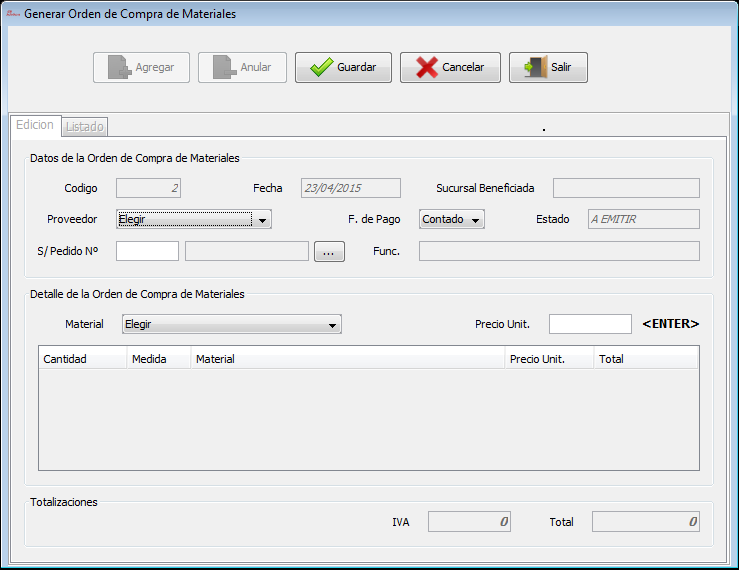 Generar Orden de Compra de Materiales
Agregar Anular Guardar Cancelar Salir
Edicion Listado
Datos de la Orden de Compra de Materiales
Codigo 2 Fecha 23/04/2015 Sucursal Beneficiada
Proveedor Elegir F. de Pago Contado Estado A EMITIR
S/Pedido Nº ... Func.
Detalle de la Orden de Compra de Materiales
Material Elegir Precio Unit. <ENTER>
Cantidad Medida Material Precio Unit. Total
Totalizaciones
IVA 0 Total 0